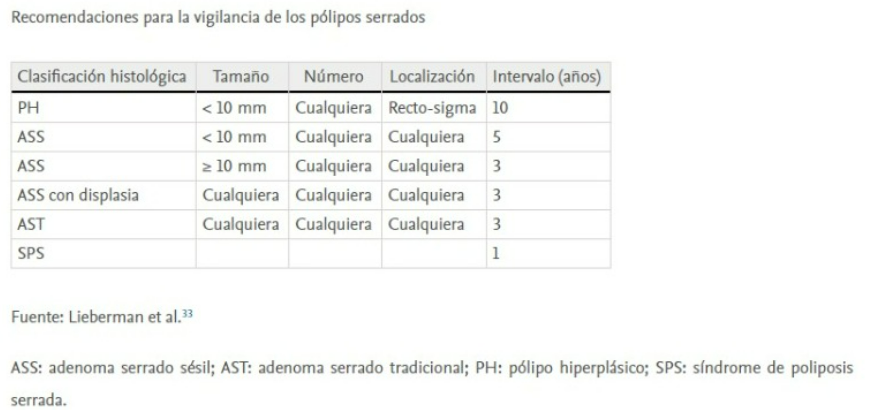 Recomendaciones para la vigilancia de los pólipos serrados
Clasificación histológica Tamaño Número Localización Intervalo (años)
PH < 10 mm Cualquiera Recto-sigma 10
ASS < 10 mm Cualquiera Cualquiera 5
ASS ≥ 10 mm Cualquiera Cualquiera 3
ASS con displasia Cualquiera Cualquiera Cualquiera 3
AST Cualquiera Cualquiera Cualquiera 3
SPS 1
Fuente: Lieberman et al.³³
ASS: adenoma serrado sésil; AST: adenoma serrado tradicional; PH: pólipo hiperplásico; SPS: síndrome de poliposis
serrada.